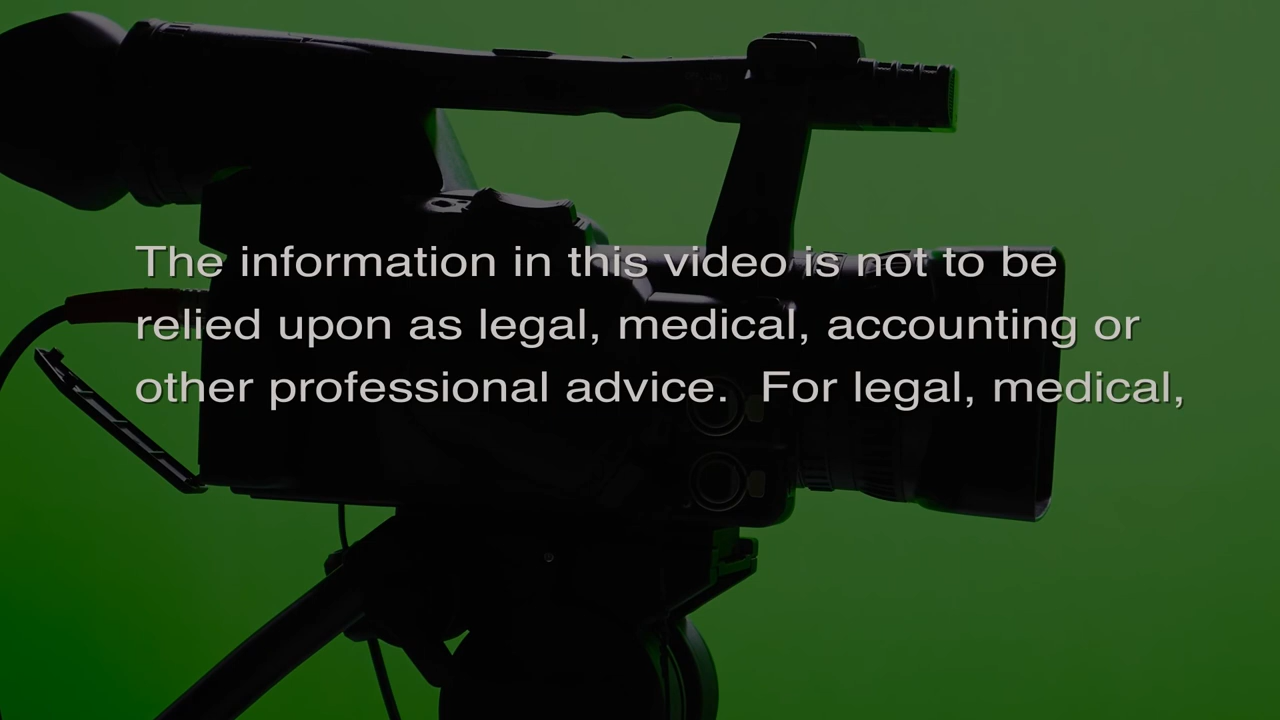 The information in this video is not to be
relied upon as legal, medical, accounting or
other professional advice.  For legal, medical,